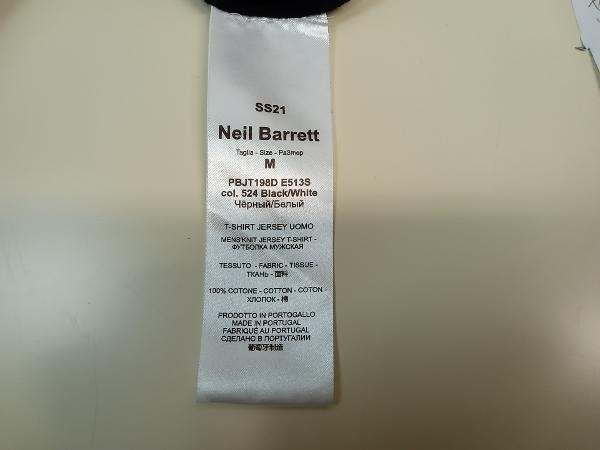 SS21
Neil Barrett
Taglia - Size - Размер
M
PBJT198D E513S
col. 524 Black/White
Чёрный/Белый
T-SHIRT JERSEY UOMO
MENS'KNIT JERSEY T-SHIRT -
ФУТБОЛКА МУЖСКАЯ
TESSUTO - FABRIC - TISSUE -
ТКАНЬ - 面料
100% COTONE - COTTON - COTON -
ХЛОПОК - 棉
PRODOTTO IN PORTOGALLO
MADE IN PORTUGAL
FABRIQUÉ AU PORTUGAL
СДЕЛАНО В ПОРТУГАЛИИ
葡萄牙制造